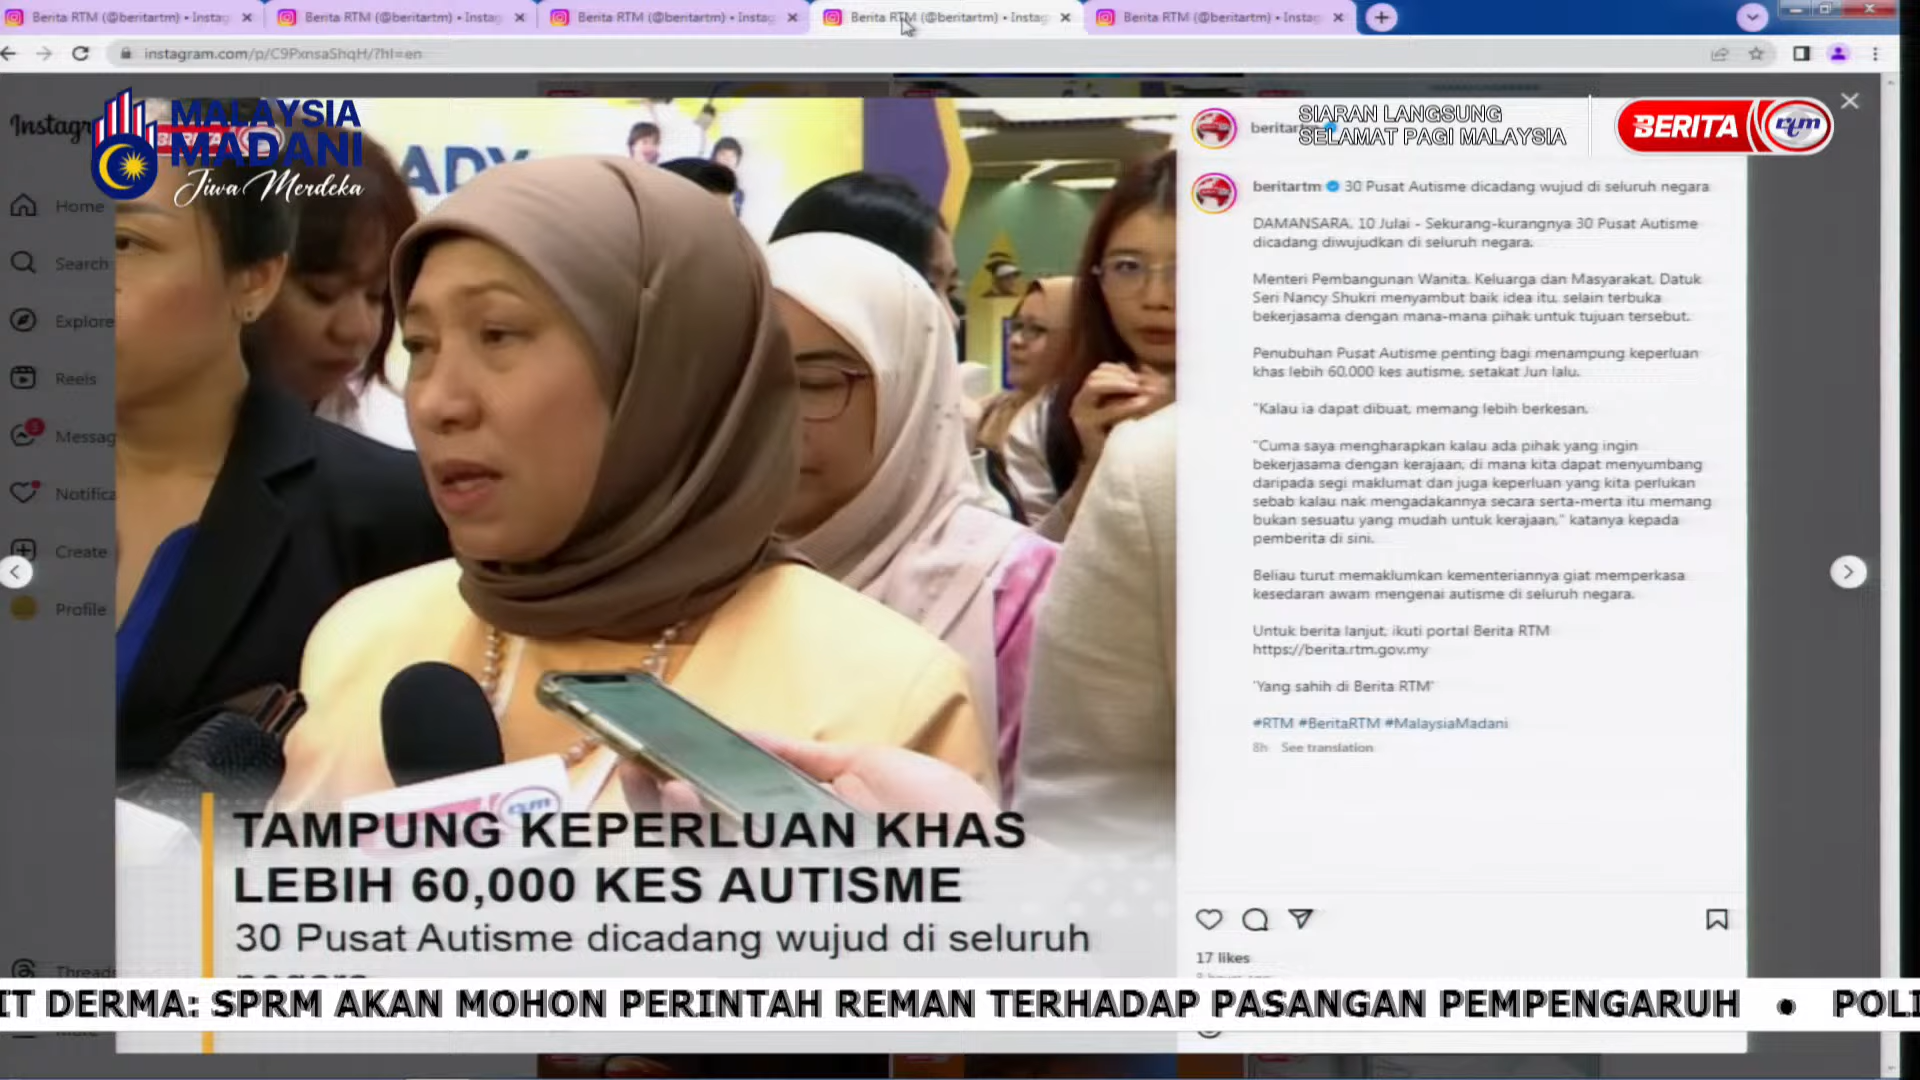 Berita RTM (@beritartm) • Instag
Berita RTM (@beritartm) • Instag
Berita RTM (@beritartm) • Instag
Berita RTM (@beritartm) • Instag
Berita RTM (@beritartm) • Instag
instagram.com/p/C9PxnsaShqH/?hl=en
Instagr
MALAYSIA
MADANI
Jiwa Merdeka
BERITA
SIARAN LANGSUNG
SELAMAT PAGI MALAYSIA
BERITA rtm
Home
Search
Explore
Reels
3
Messag
Notifica
Create
Profile
Threads
ADY
beritartm
beritartm 30 Pusat Autisme dicadang wujud di seluruh negara
DAMANSARA, 10 Julai - Sekurang-kurangnya 30 Pusat Autisme
dicadang diwujudkan di seluruh negara.
Menteri Pembangunan Wanita, Keluarga dan Masyarakat, Datuk
Seri Nancy Shukri menyambut baik idea itu, selain terbuka
bekerjasama dengan mana-mana pihak untuk tujuan tersebut.
Penubuhan Pusat Autisme penting bagi menampung keperluan
khas lebih 60,000 kes autisme, setakat Jun lalu.
"Kalau ia dapat dibuat, memang lebih berkesan.
"Cuma saya mengharapkan kalau ada pihak yang ingin
bekerjasama dengan kerajaan, di mana kita dapat menyumbang
daripada segi maklumat dan juga keperluan yang kita perlukan
sebab kalau nak mengadakannya secara serta-merta itu memang
bukan sesuatu yang mudah untuk kerajaan," katanya kepada
pemberita di sini.
Beliau turut memaklumkan kementeriannya giat memperkasa
kesedaran awam mengenai autisme di seluruh negara.
Untuk berita lanjut, ikuti portal Berita RTM
https://berita.rtm.gov.my
'Yang sahih di Berita RTM'
#RTM #BeritaRTM #MalaysiaMadani
8h See translation
17 likes
rtm
TAMPUNG KEPERLUAN KHAS
LEBIH 60,000 KES AUTISME
30 Pusat Autisme dicadang wujud di seluruh
IT DERMA: SPRM AKAN MOHON PERINTAH REMAN TERHADAP PASANGAN PEMPENGARUH • POLI